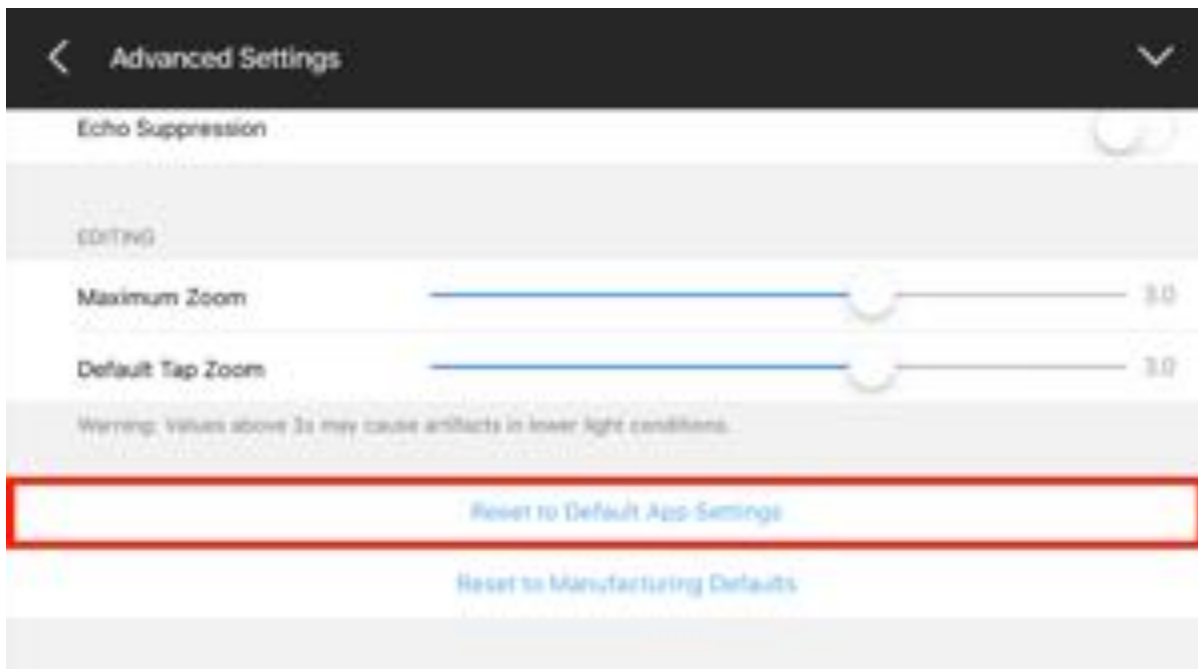 Advanced Settings
Echo Suppression
EDITING
Maximum Zoom 3.0
Default Tap Zoom 3.0
Warning: Values above 3x may cause artifacts in lower light conditions.
Reset to Default App Settings
Reset to Manufacturing Defaults